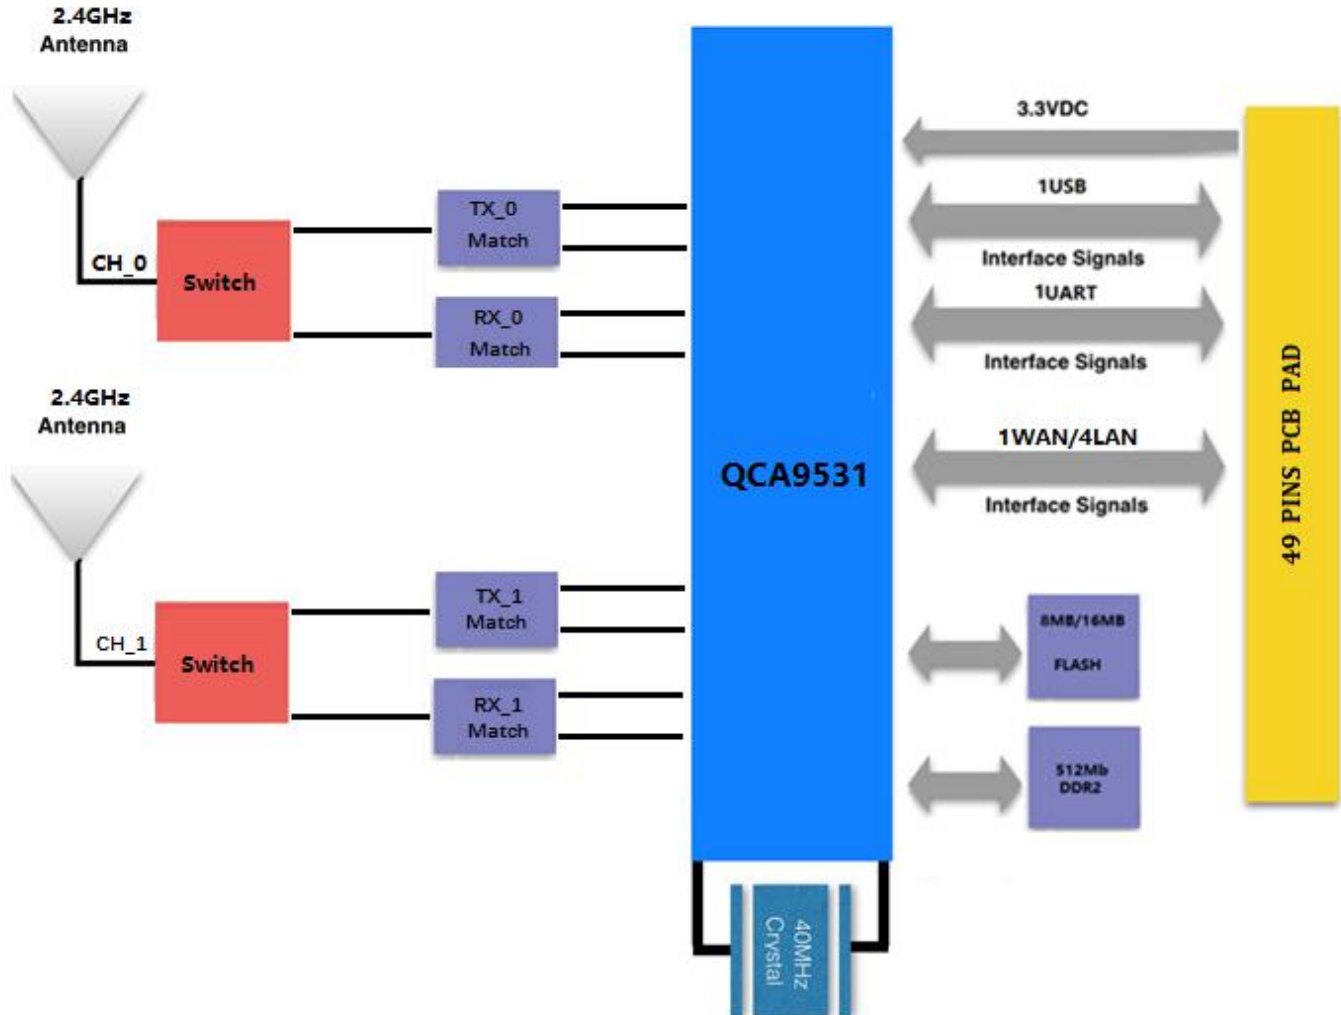 2.4GHz
Antenna
CH_0
Switch
TX_0
Match
RX_0
Match
2.4GHz
Antenna
CH_1
Switch
TX_1
Match
RX_1
Match
QCA9531
40MHz
Crystal
3.3VDC
1USB
Interface Signals
1UART
Interface Signals
1WAN/4LAN
Interface Signals
8MB/16MB
FLASH
512Mb
DDR2
49 PINS PCB PAD